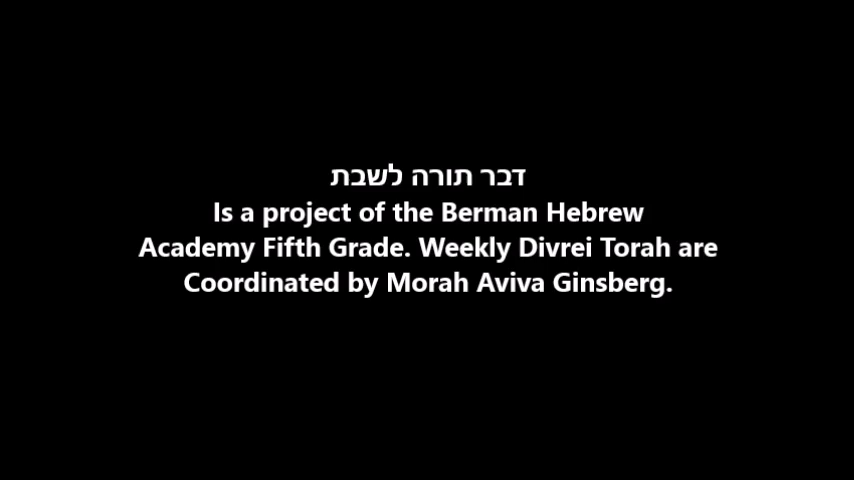 דבר תורה לשבת
Is a project of the Berman Hebrew
Academy Fifth Grade. Weekly Divrei Torah are
Coordinated by Morah Aviva Ginsberg.